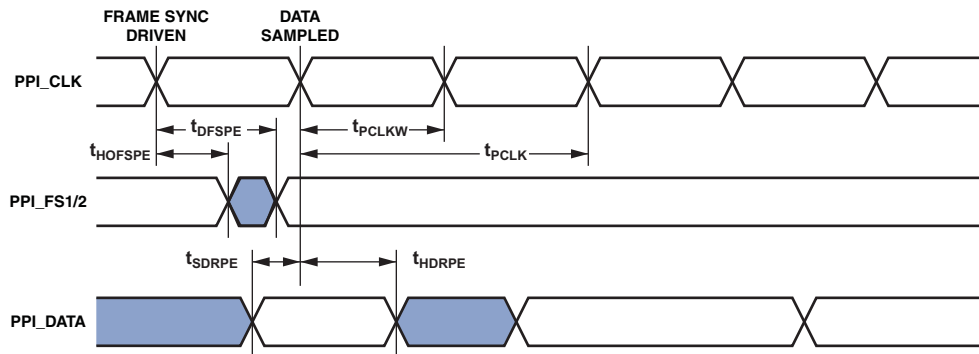 FRAME SYNC
DRIVEN
DATA
SAMPLED
PPI_CLK
tDFSPE
tPCLKW
tHOFSPE
tPCLK
PPI_FS1/2
tSDRPE
tHDRPE
PPI_DATA